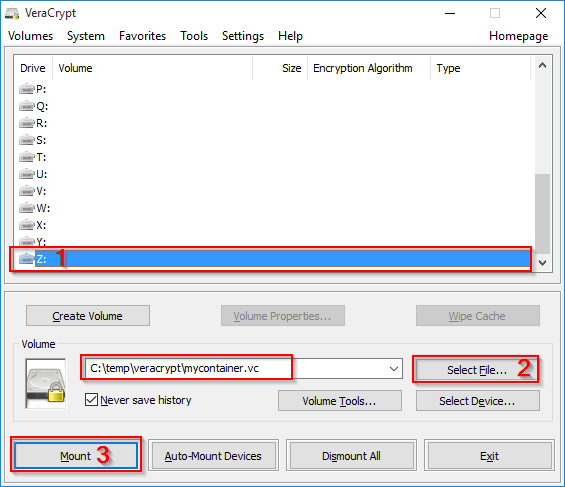 VeraCrypt
Volumes System Favorites Tools Settings Help Homepage
Drive Volume Size Encryption Algorithm Type
P:
Q:
R:
S:
T:
U:
V:
W:
X:
Y:
Z: 1
Create Volume Volume Properties... Wipe Cache
Volume
C:\temp\veracrypt\mycontainer.vc Select File... 2
Never save history Volume Tools... Select Device...
Mount 3 Auto-Mount Devices Dismount All Exit